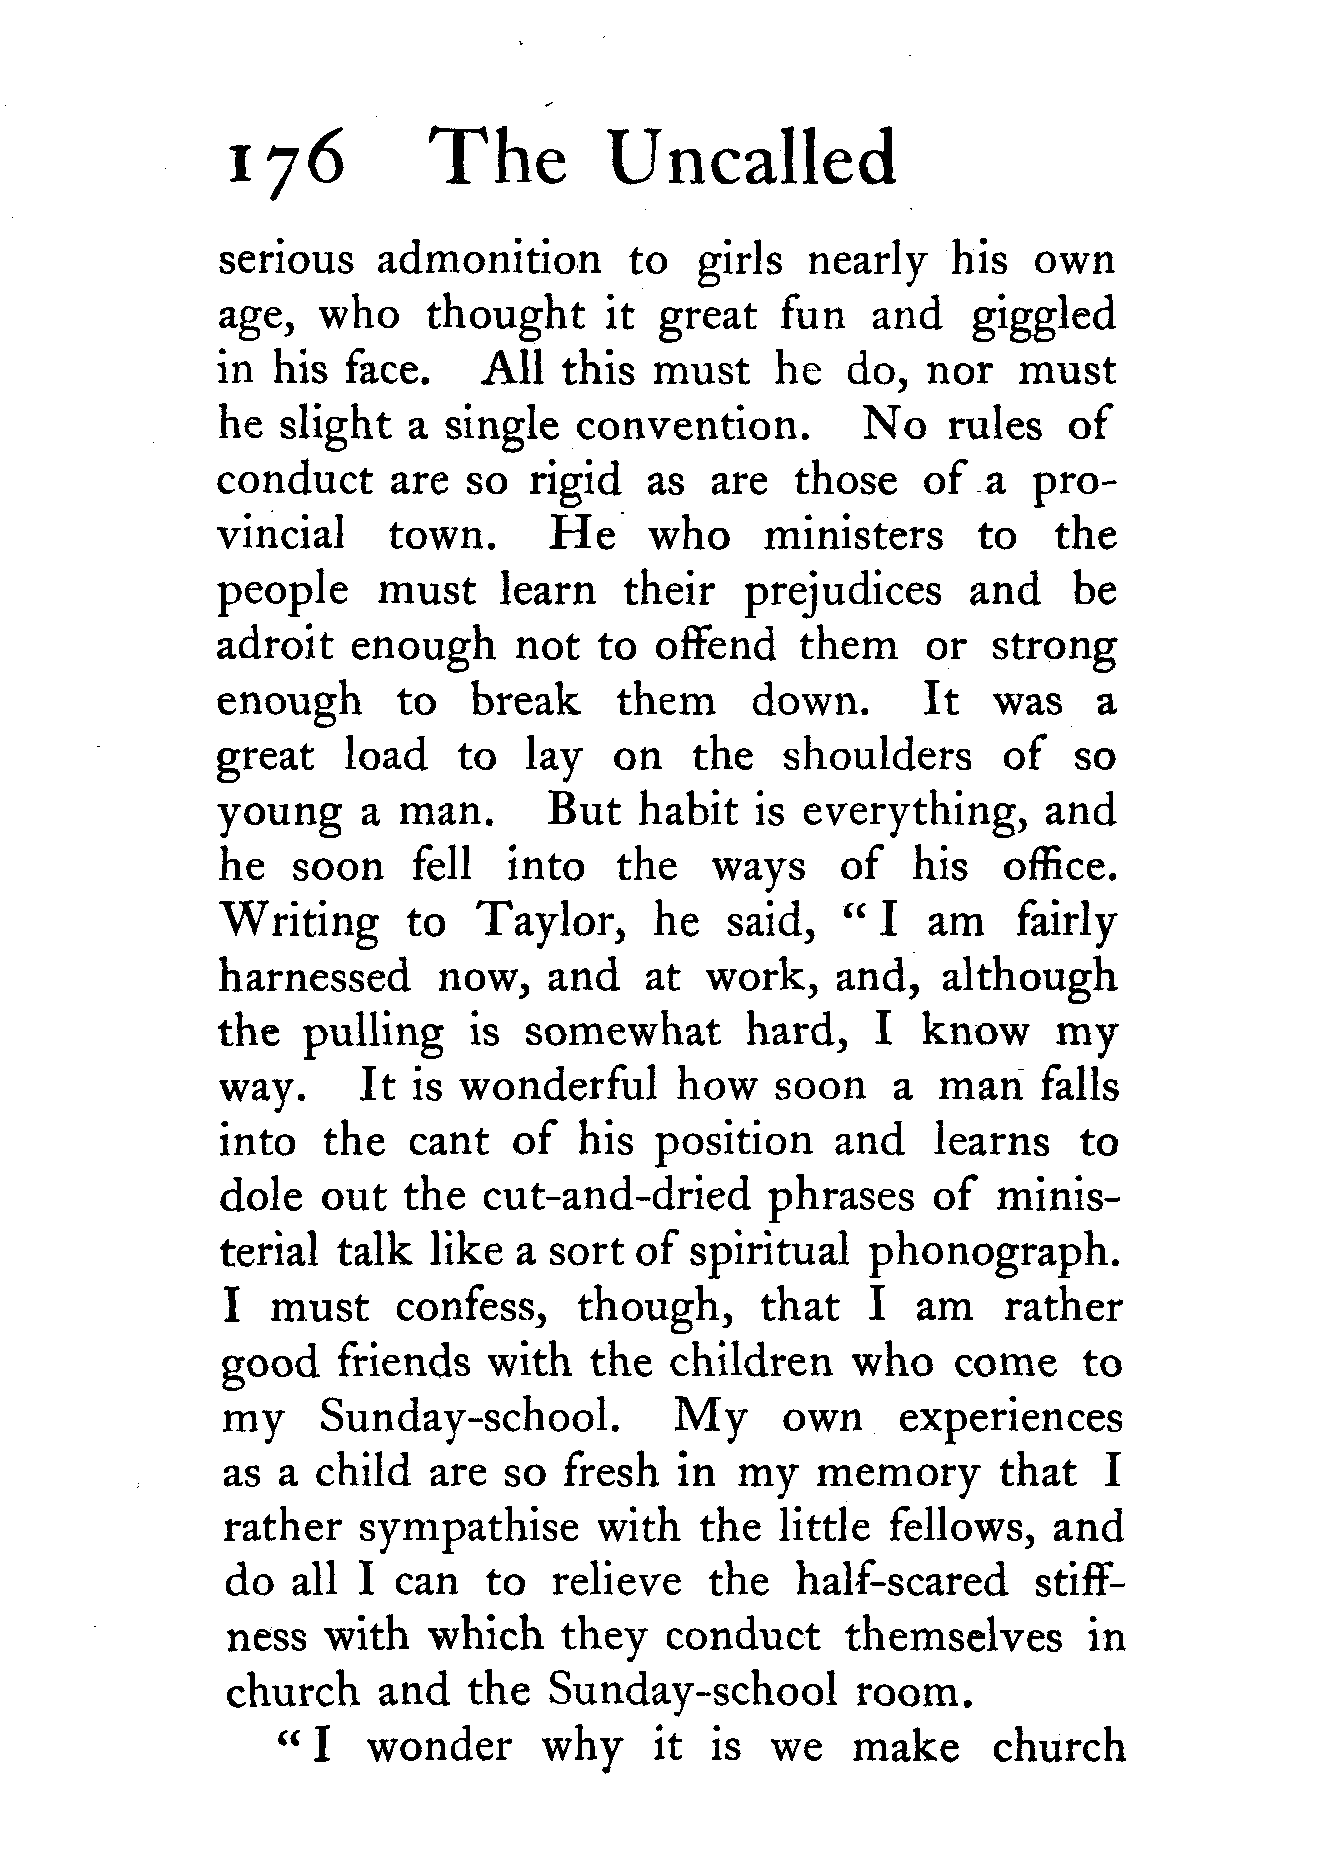 176 The Uncalled
serious admonition to girls nearly his own
age, who thought it great fun and giggled
in his face. All this must he do, nor must
he slight a single convention. No rules of
conduct are so rigid as are those of a pro-
vincial town. He who ministers to the
people must learn their prejudices and be
adroit enough not to offend them or strong
enough to break them down. It was a
great load to lay on the shoulders of so
young a man. But habit is everything, and
he soon fell into the ways of his office.
Writing to Taylor, he said, “ I am fairly
harnessed now, and at work, and, although
the pulling is somewhat hard, I know my
way. It is wonderful how soon a man falls
into the cant of his position and learns to
dole out the cut-and-dried phrases of minis-
terial talk like a sort of spiritual phonograph.
I must confess, though, that I am rather
good friends with the children who come to
my Sunday-school. My own experiences
as a child are so fresh in my memory that I
rather sympathise with the little fellows, and
do all I can to relieve the half-scared stiff-
ness with which they conduct themselves in
church and the Sunday-school room.
“ I wonder why it is we make church